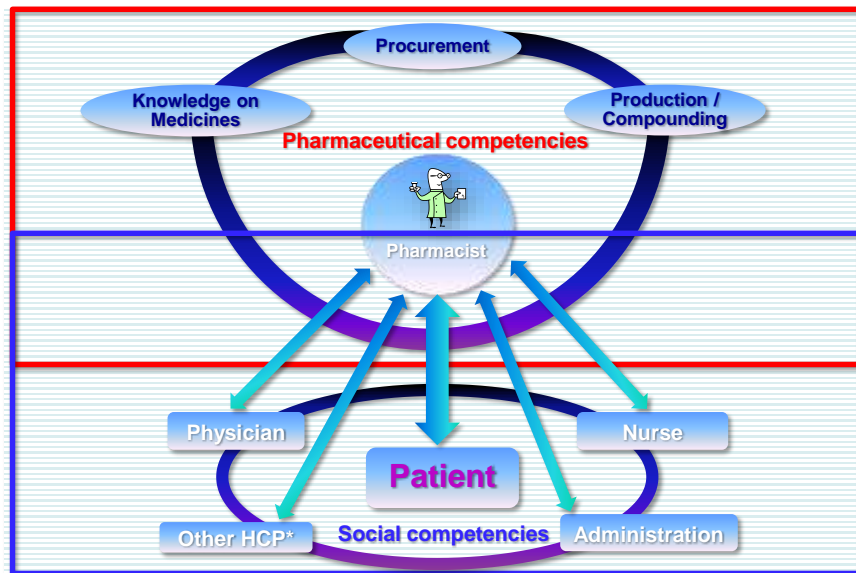 Procurement
Knowledge on
Medicines
Production /
Compounding
Pharmaceutical competencies
Pharmacist
Physician
Nurse
Patient
Other HCP*
Social competencies
Administration